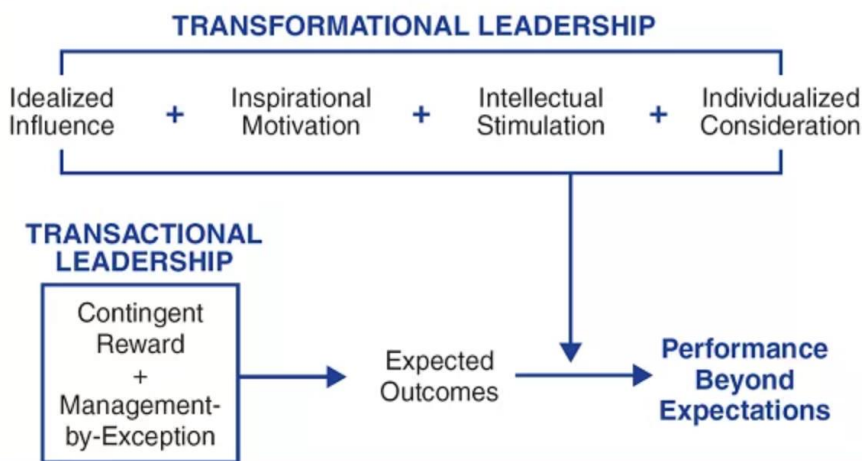 TRANSFORMATIONAL LEADERSHIP
Idealized Influence + Inspirational Motivation + Intellectual Stimulation + Individualized Consideration
TRANSACTIONAL
LEADERSHIP
Contingent
Reward
+
Management-
by-Exception
Expected
Outcomes
Performance
Beyond
Expectations